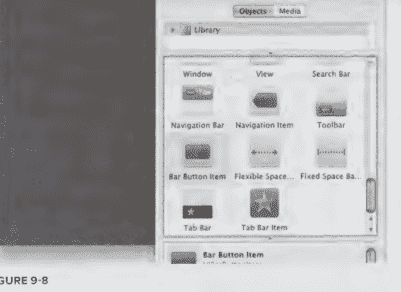 Objects Media
Library
Window View Search Bar
Navigation Bar Navigation Item Toolbar
Bar Button Item Flexible Space... Fixed Space Ba...
Tab Bar Tab Bar Item
Bar Button Item
GURE 9-8